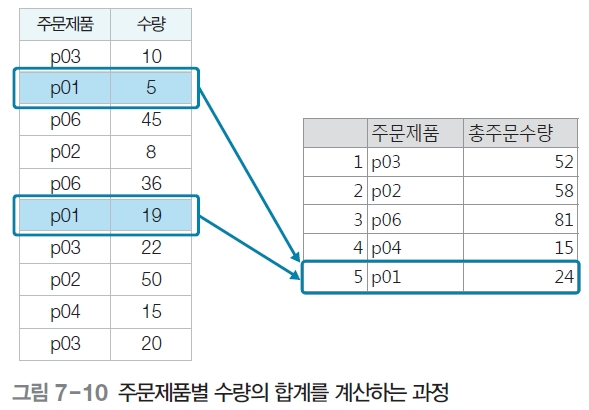 주문제품 수량
p03 10
p01 5
p06 45
p02 8
p06 36
p01 19
p03 22
p02 50
p04 15
p03 20
주문제품 총주문수량
1 p03 52
2 p02 58
3 p06 81
4 p04 15
5 p01 24
그림 7-10 주문제품별 수량의 합계를 계산하는 과정